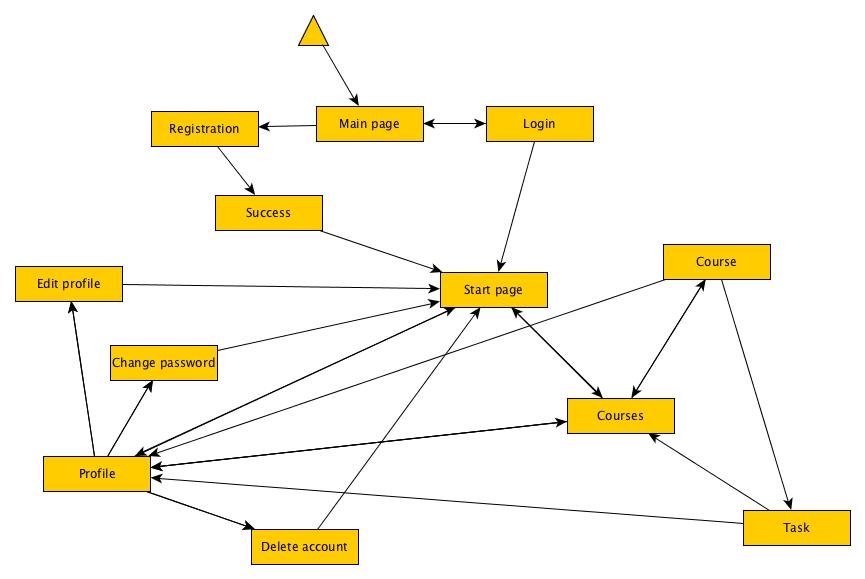 Main page
Login
Registration
Success
Course
Edit profile
Start page
Change password
Courses
Profile
Task
Delete account